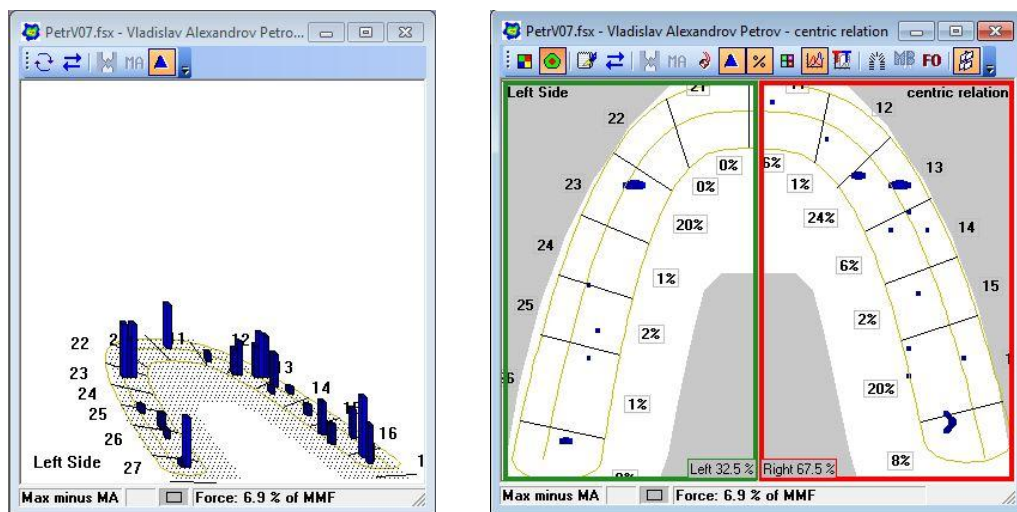 PetrV07.fsx - Vladislav Alexandrov Petro...
MA
22
23
24
25
26
27
11
12
14
16
Left Side
Max minus MA
Force: 6.9 % of MMF
PetrV07.fsx - Vladislav Alexandrov Petrov - centric relation
MA
%
MB
FO
Left Side
centric relation
22
12
23
13
24
14
25
15
0%
6%
0%
1%
20%
24%
1%
6%
2%
2%
1%
20%
8%
Left 32.5 %
Right 67.5 %
Max minus MA
Force: 6.9 % of MMF